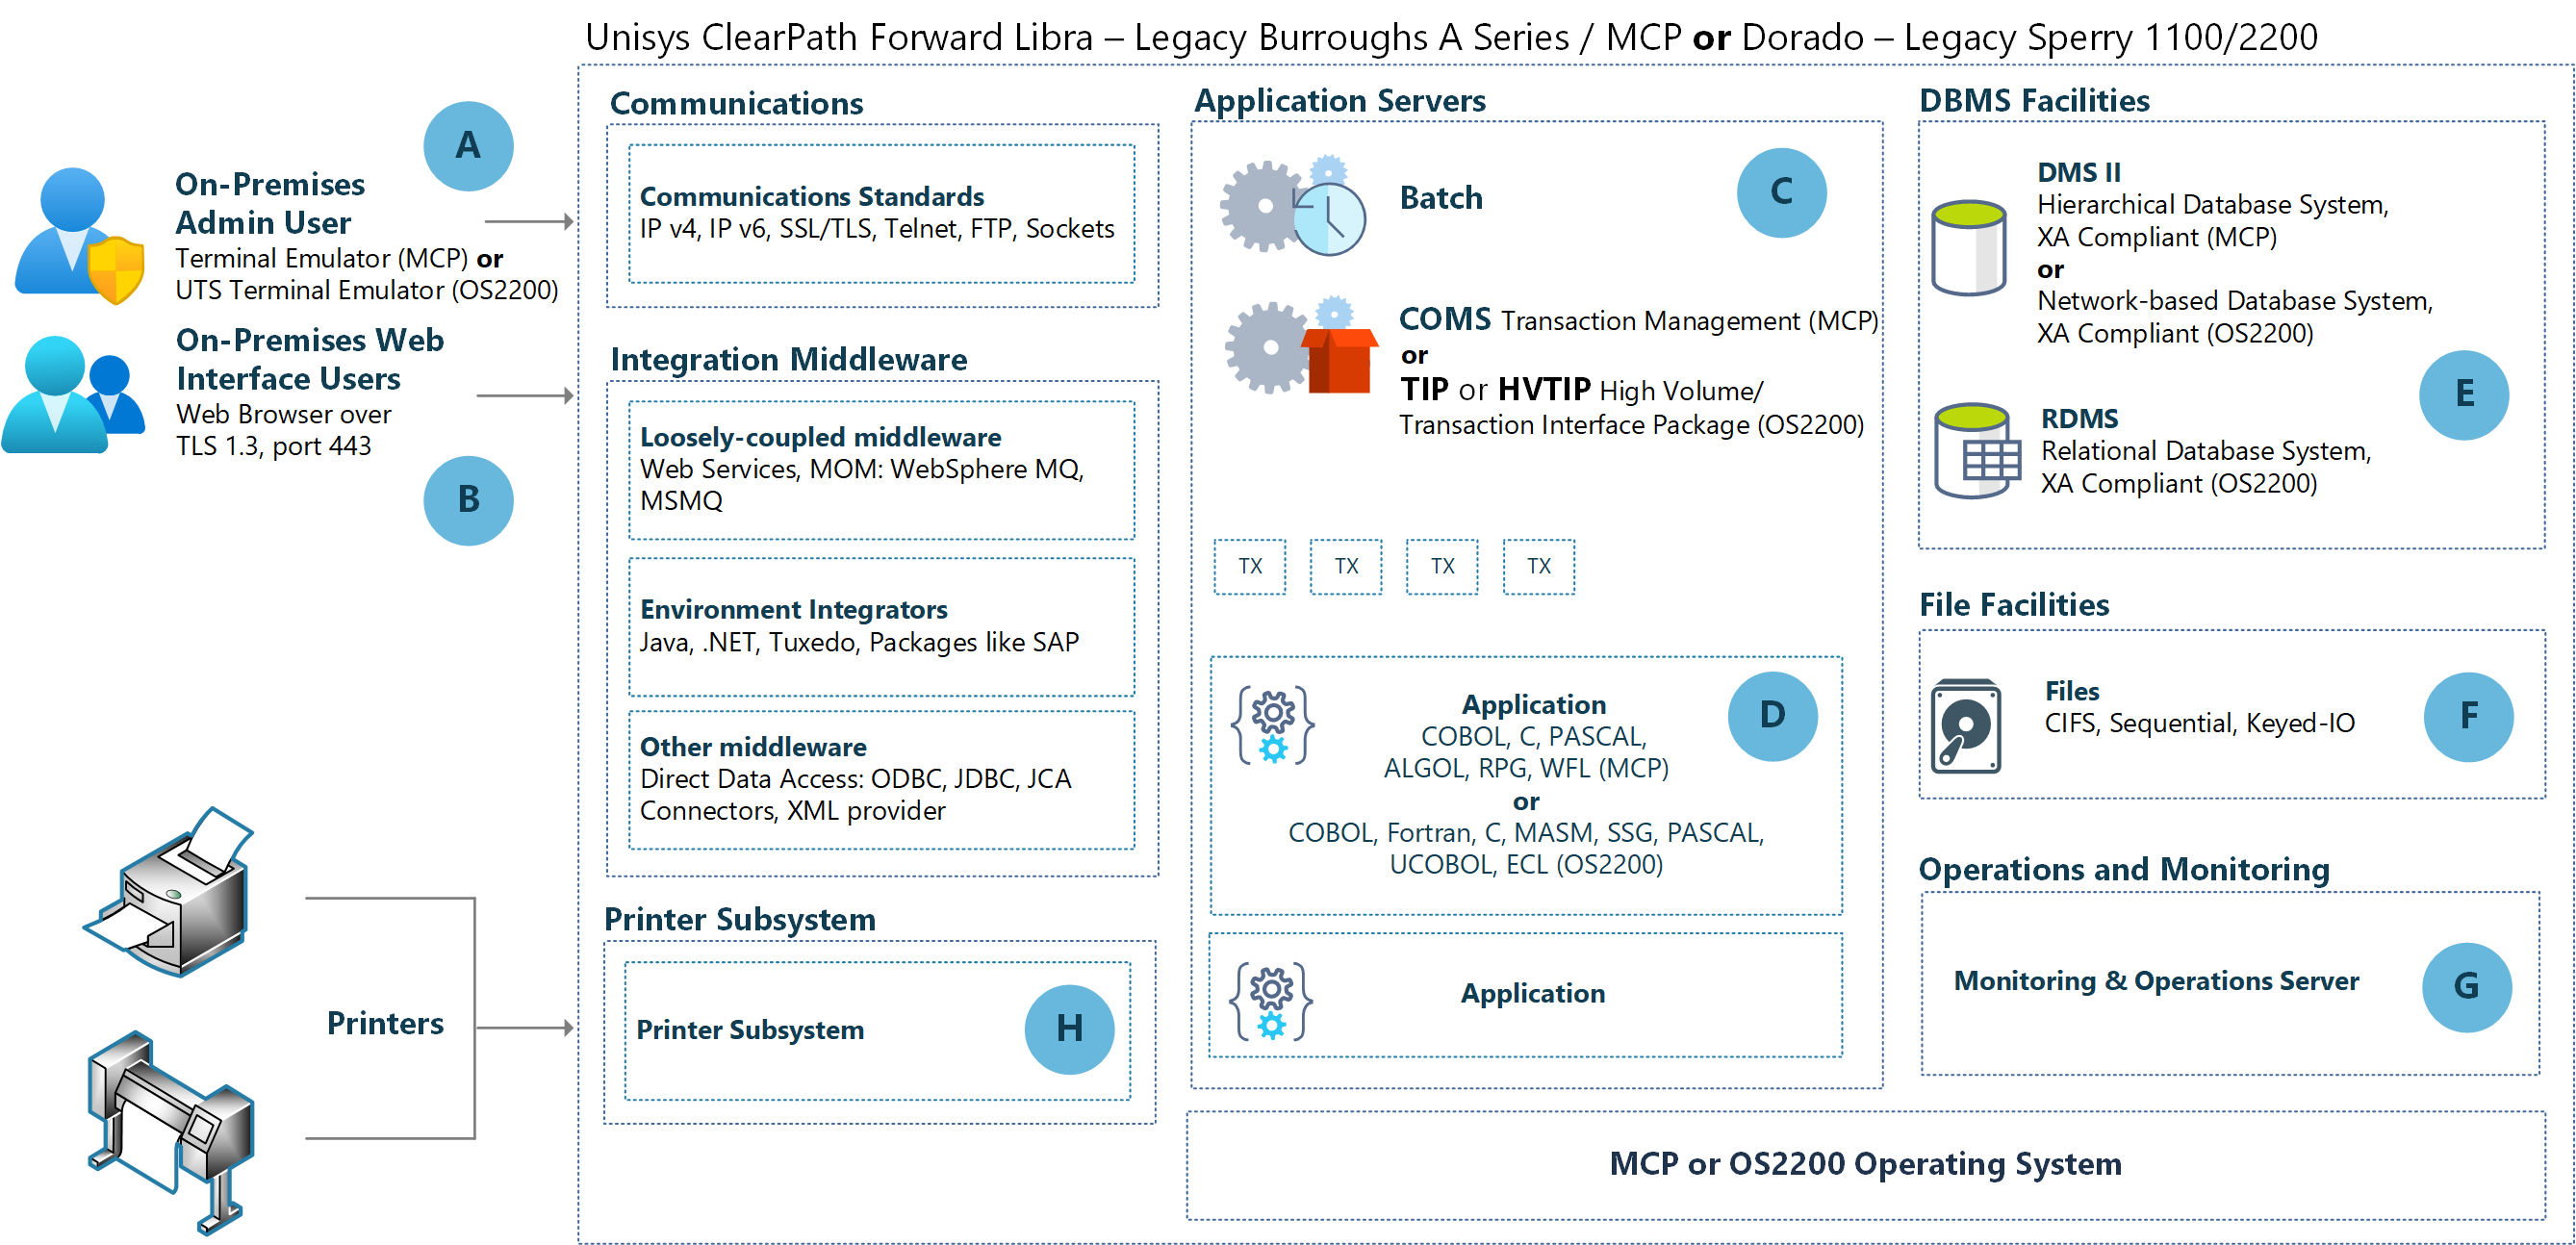 Unisys ClearPath Forward Libra – Legacy Burroughs A Series / MCP or Dorado – Legacy Sperry 1100/2200
A
On-Premises
Admin User
Terminal Emulator (MCP) or
UTS Terminal Emulator (OS2200)
On-Premises Web
Interface Users
Web Browser over
TLS 1.3, port 443
B
Printers
Communications
Communications Standards
IP v4, IP v6, SSL/TLS, Telnet, FTP, Sockets
Integration Middleware
Loosely-coupled middleware
Web Services, MOM: WebSphere MQ,
MSMQ
Environment Integrators
Java, .NET, Tuxedo, Packages like SAP
Other middleware
Direct Data Access: ODBC, JDBC, JCA
Connectors, XML provider
Printer Subsystem
Printer Subsystem
H
Application Servers
Batch
C
COMS Transaction Management (MCP)
or
TIP or HVTIP High Volume/
Transaction Interface Package (OS2200)
TX
TX
TX
TX
Application
COBOL, C, PASCAL,
ALGOL, RPG, WFL (MCP)
or
COBOL, Fortran, C, MASM, SSG, PASCAL,
UCOBOL, ECL (OS2200)
D
Application
DBMS Facilities
DMS II
Hierarchical Database System,
XA Compliant (MCP)
or
Network-based Database System,
XA Compliant (OS2200)
E
RDMS
Relational Database System,
XA Compliant (OS2200)
File Facilities
Files
CIFS, Sequential, Keyed-IO
F
Operations and Monitoring
Monitoring & Operations Server
G
MCP or OS2200 Operating System